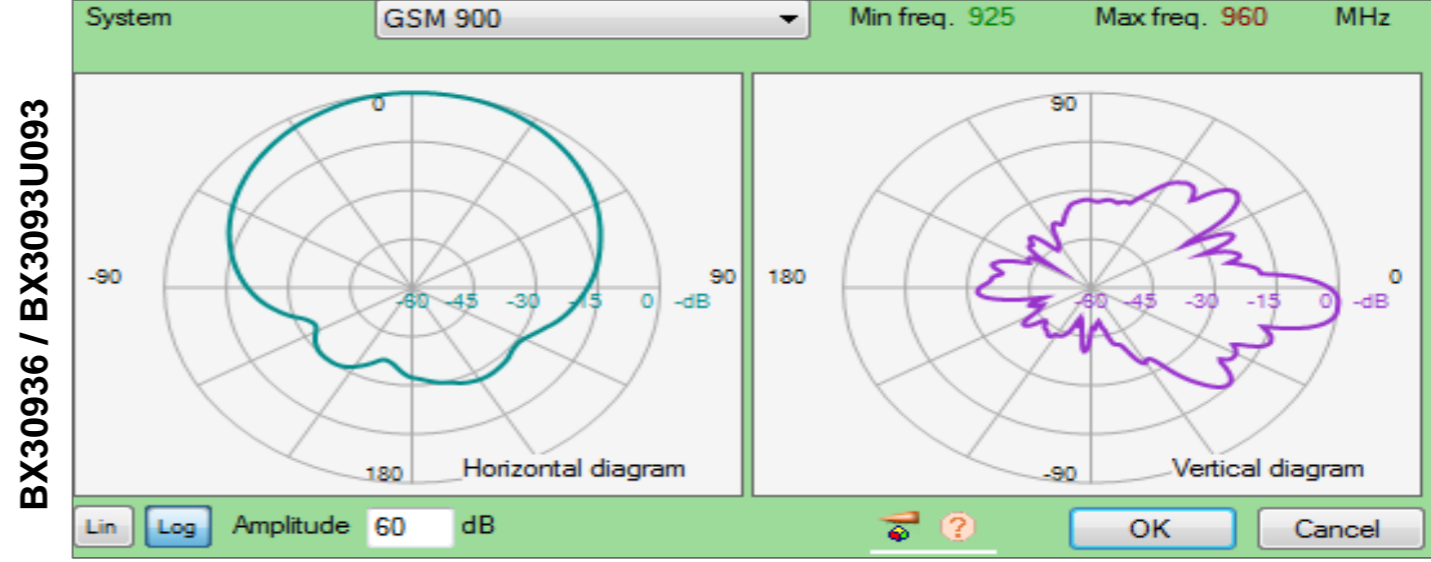 BX30936 / BX3093U093
System GSM 900 Min freq. 925 Max freq. 960 MHz
0
-90 90
-60 -45 -30 -15 0 -dB
180 Horizontal diagram
90
180 0
-60 -45 -30 -15 0 -dB
-90 Vertical diagram
Lin Log Amplitude 60 dB ? OK Cancel